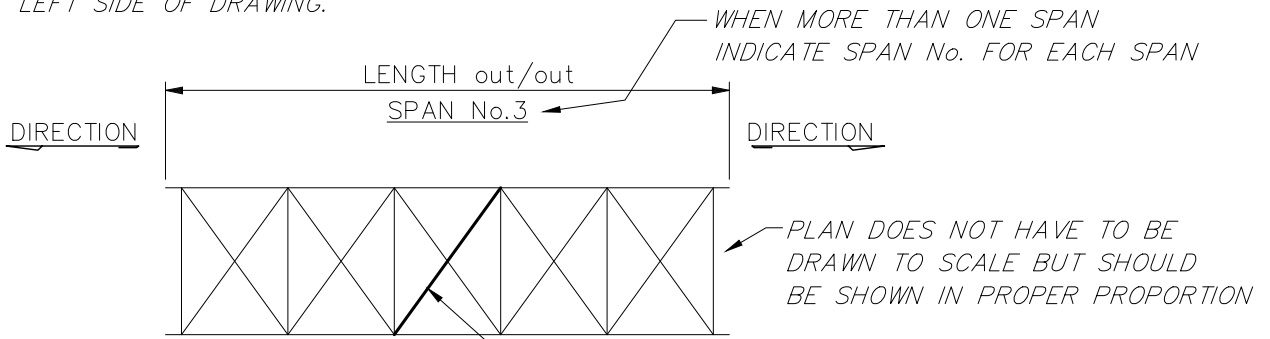 LEFT SIDE OF DRAWING.
WHEN MORE THAN ONE SPAN
INDICATE SPAN No. FOR EACH SPAN
LENGTH out/out
SPAN No.3
DIRECTION
DIRECTION
PLAN DOES NOT HAVE TO BE
DRAWN TO SCALE BUT SHOULD
BE SHOWN IN PROPER PROPORTION